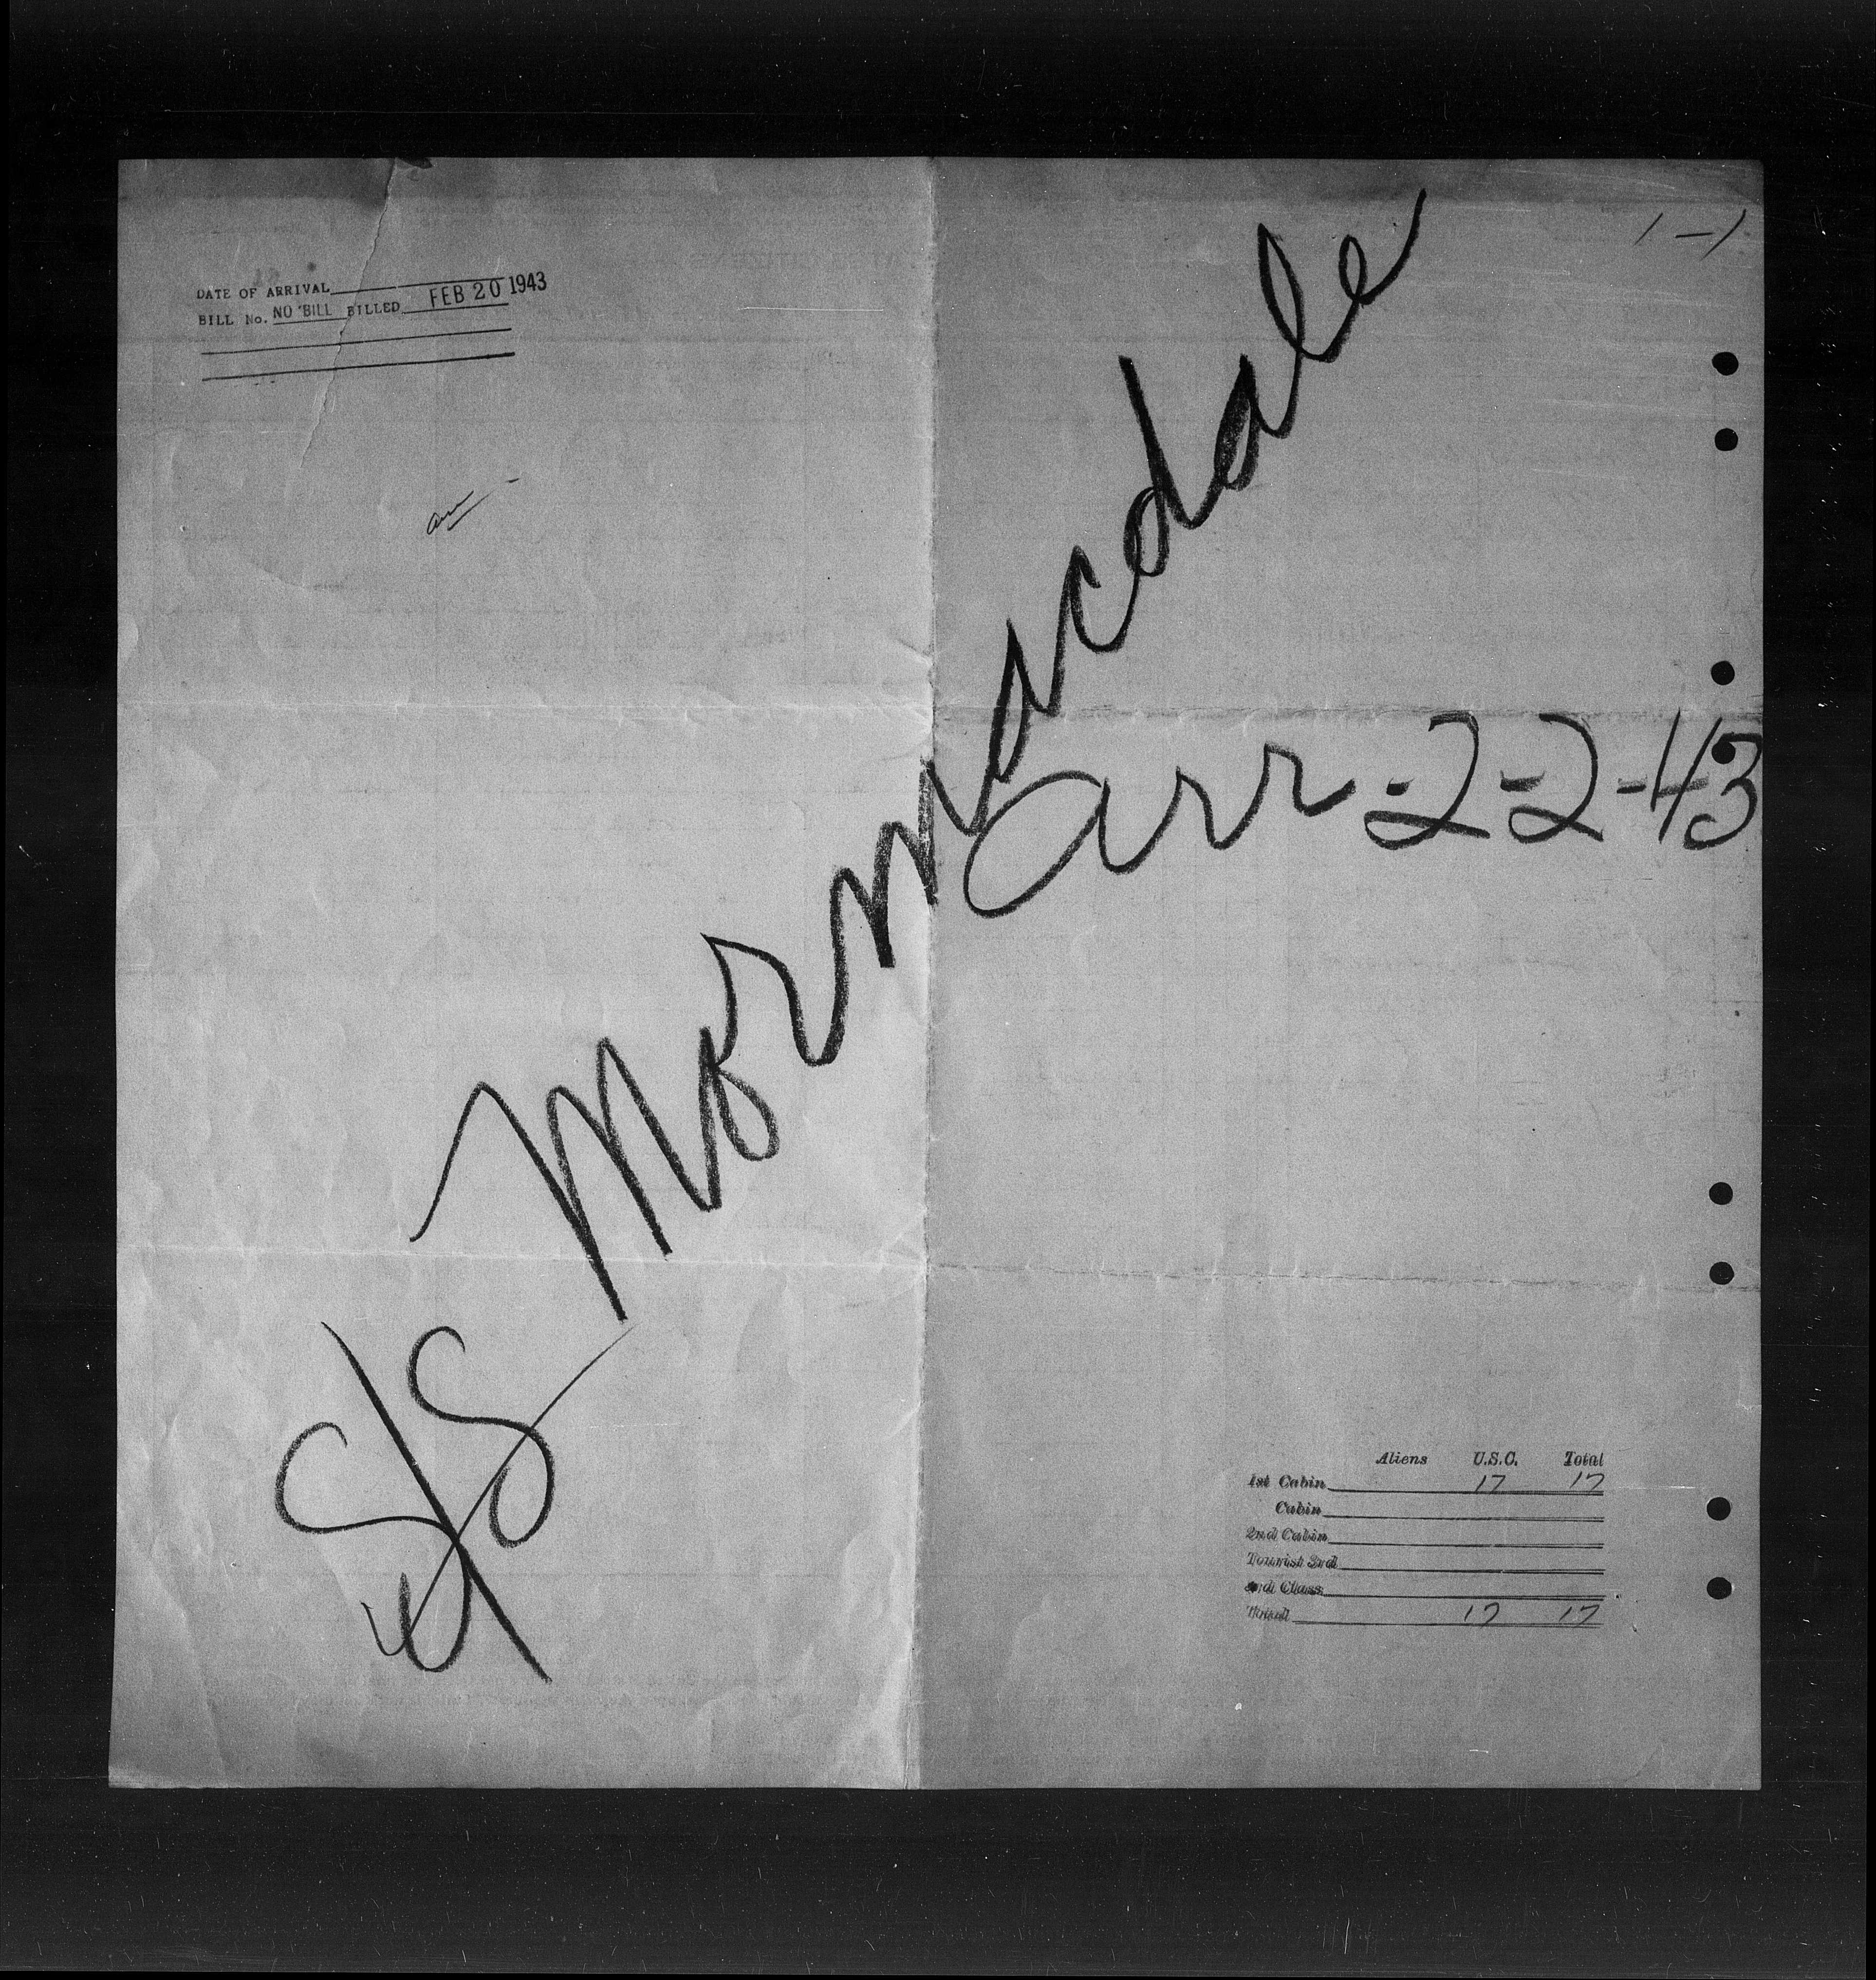 1-1
DATE OF ARRIVAL
BILL No. NO BILL BILLED FEB 20 1943
S/S Mormacdale
arr-2-2-43
Aliens U.S.C. Total
1st Cabin 17 17
Cabin
2nd Cabin
Tourist 3rd
Class
Total 17 17